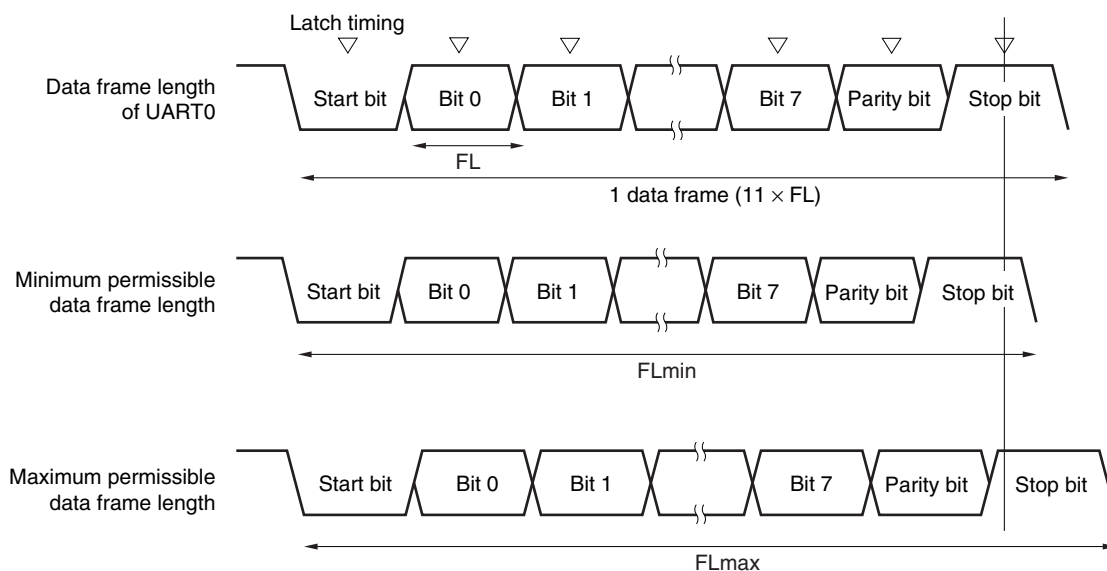 Latch timing
Data frame length
of UART0
Start bit
Bit 0
Bit 1
Bit 7
Parity bit
Stop bit
FL
1 data frame (11 × FL)
Minimum permissible
data frame length
Start bit
Bit 0
Bit 1
Bit 7
Parity bit
Stop bit
FLmin
Maximum permissible
data frame length
Start bit
Bit 0
Bit 1
Bit 7
Parity bit
Stop bit
FLmax